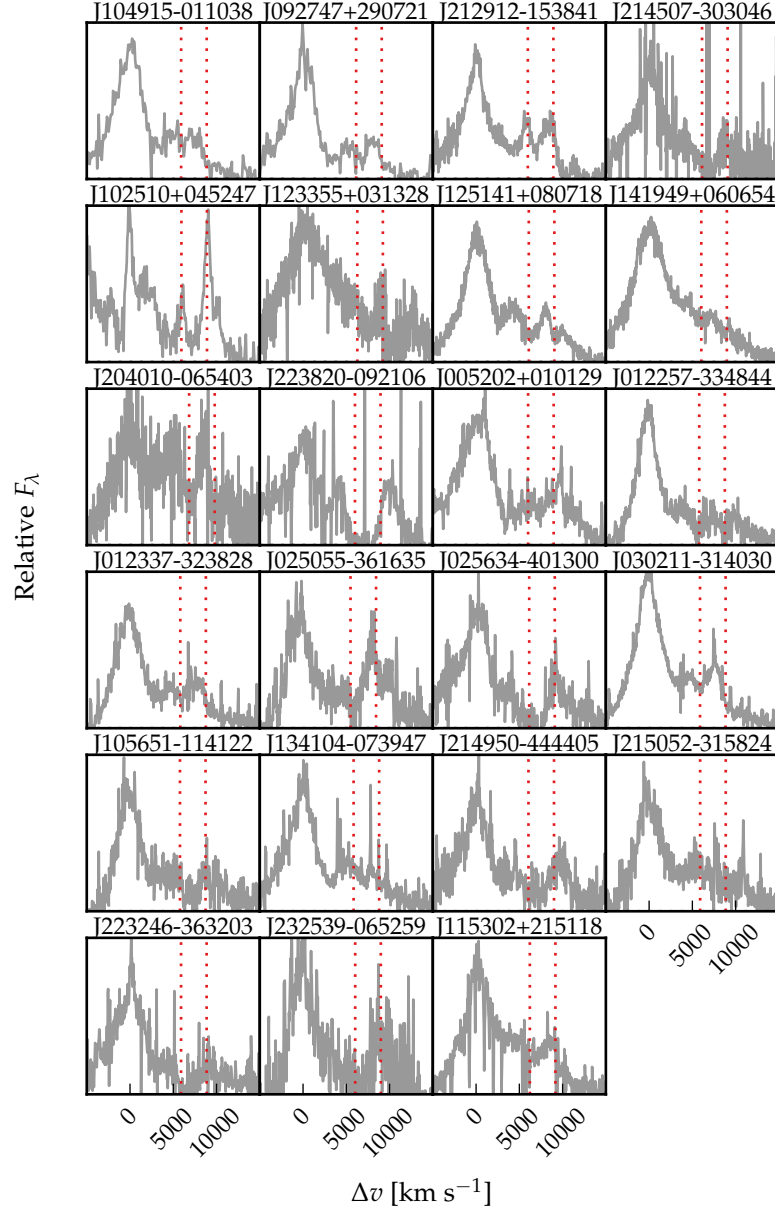 J104915-011038 J092747+290721 J212912-153841 J214507-303046
J102510+045247 J123355+031328 J125141+080718 J141949+060654
J204010-065403 J223820-092106 J005202+010129 J012257-334844
J012337-323828 J025055-361635 J025634-401300 J030211-314030
J105651-114122 J134104-073947 J214950-444405 J215052-315824
0 5000 10000
J223246-363203 J232539-065259 J115302+215118
0 5000 10000 0 5000 10000 0 5000 10000
Relative Fλ
Δv [km s⁻¹]